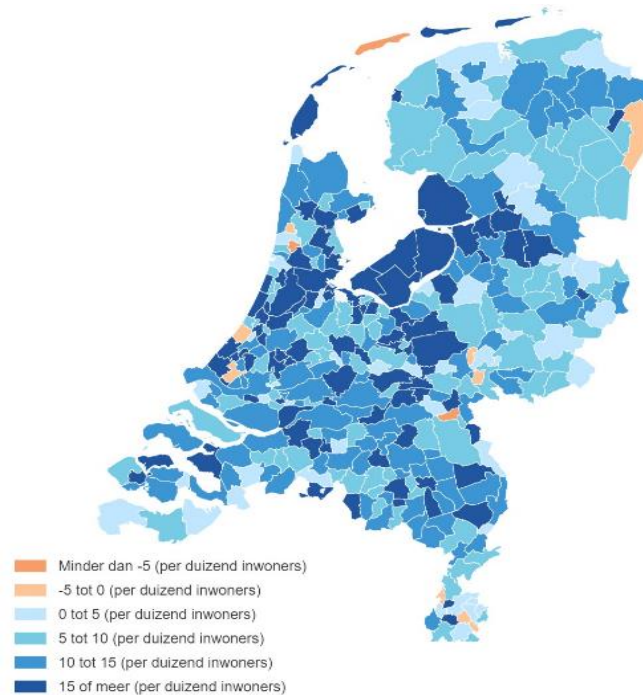 Minder dan -5 (per duizend inwoners)
-5 tot 0 (per duizend inwoners)
0 tot 5 (per duizend inwoners)
5 tot 10 (per duizend inwoners)
10 tot 15 (per duizend inwoners)
15 of meer (per duizend inwoners)